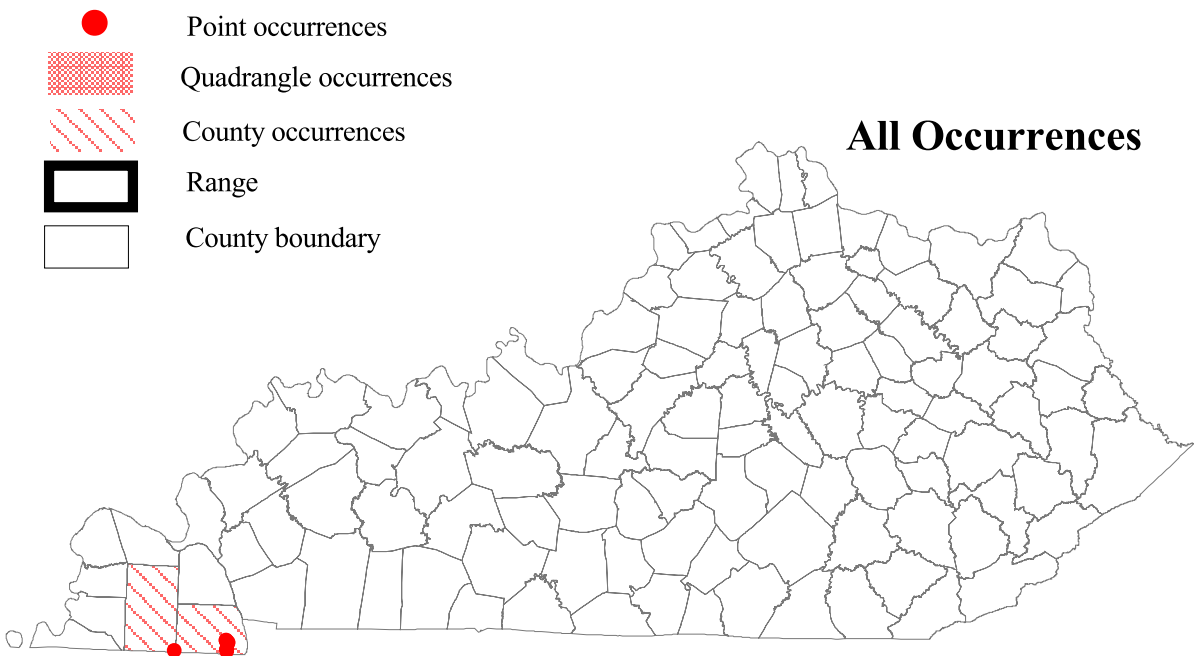 Point occurrences
Quadrangle occurrences
County occurrences
All Occurrences
Range
County boundary